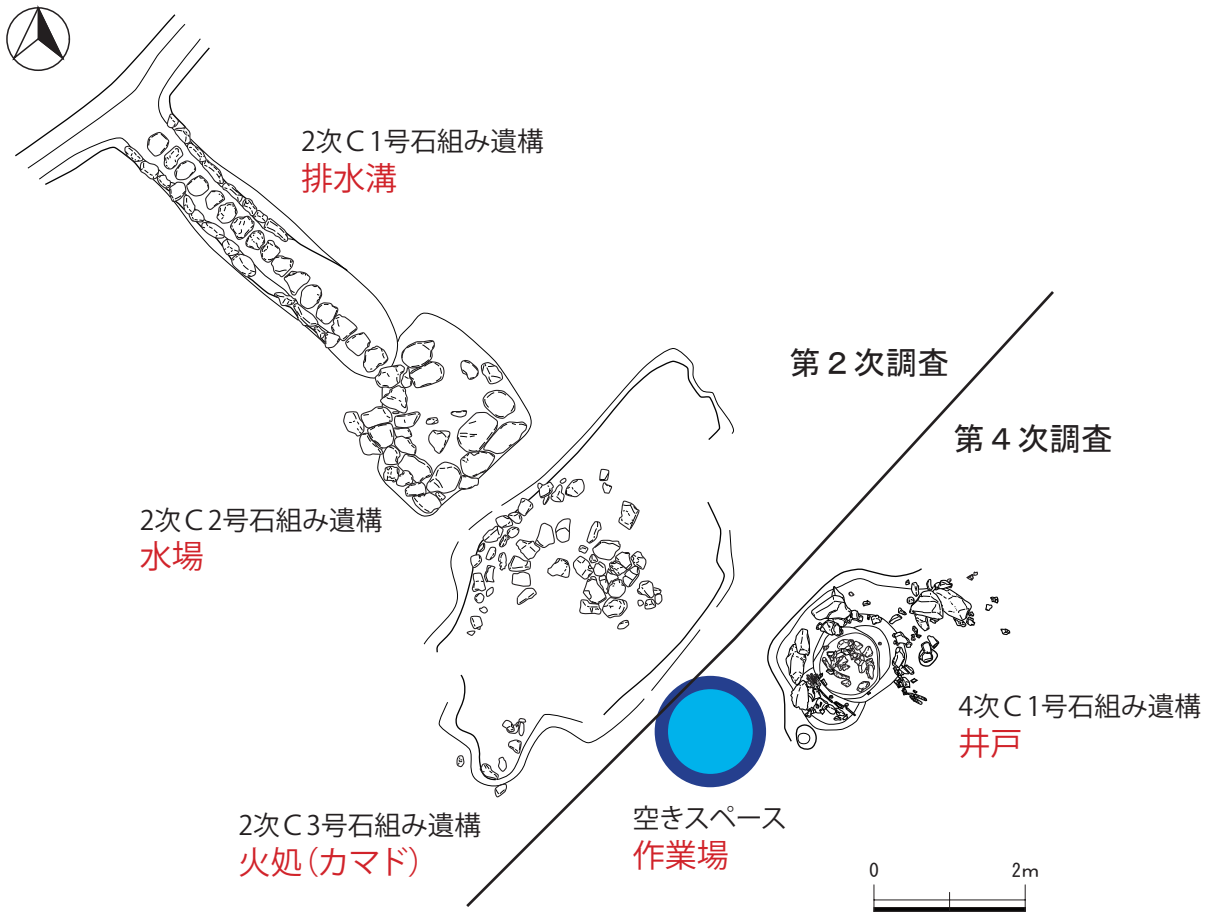 2次C1号石組み遺構
排水溝
第2次調査
第4次調査
2次C2号石組み遺構
水場
4次C1号石組み遺構
井戸
2次C3号石組み遺構
火処(カマド)
空きスペース
作業場
0 2m